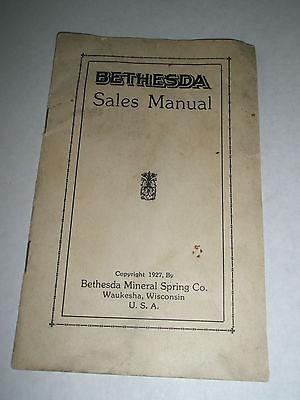 BETHESDA
Sales Manual
Copyright 1927, By
Bethesda Mineral Spring Co.
Waukesha, Wisconsin
U. S. A.